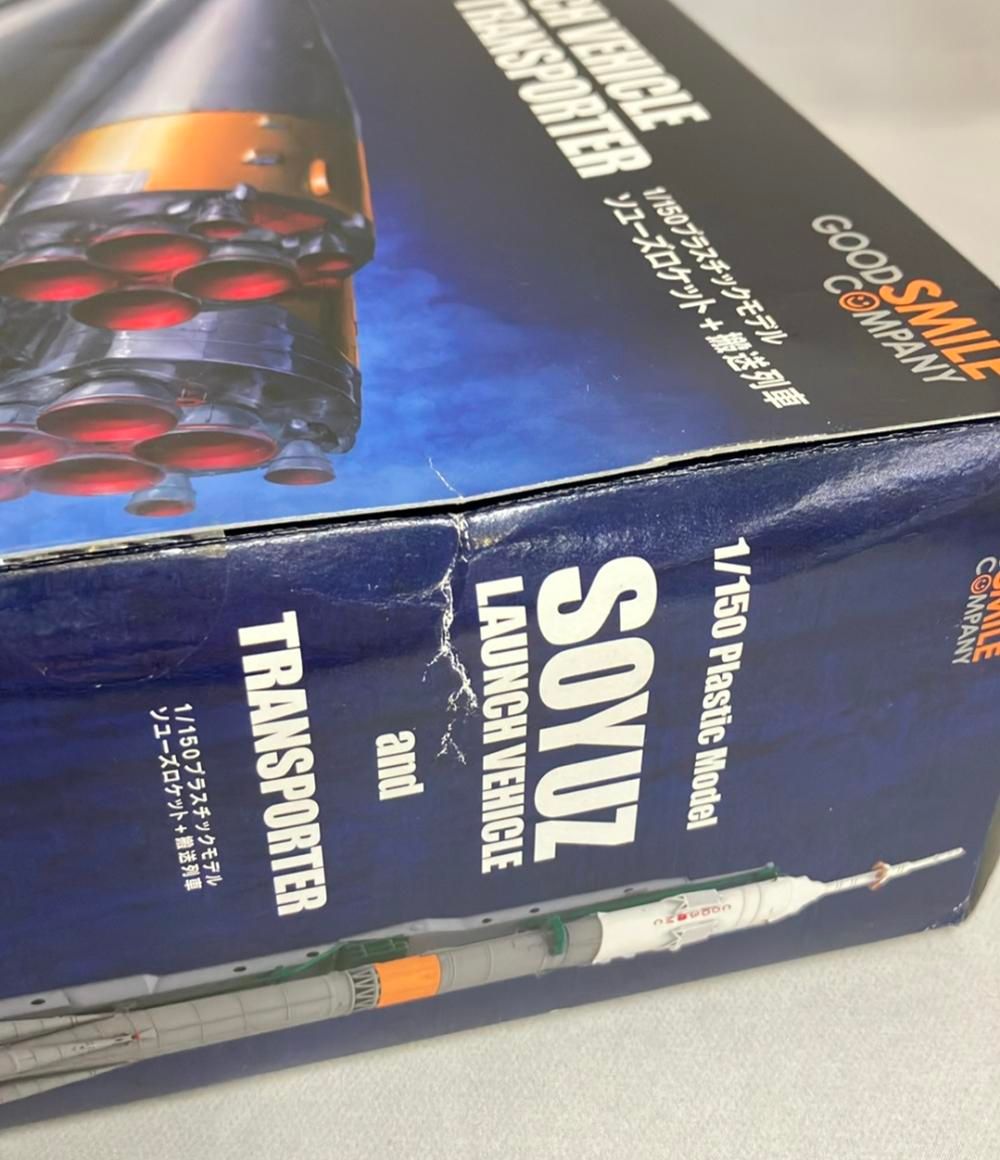 CH VEHICLE
TRANSPORTER
1/150プラスチックモデル
ソユーズロケット + 搬送列車
GOOD SMILE
COMPANY
1/150 Plastic Model
SOYUZ
LAUNCH VEHICLE
and
TRANSPORTER
1/150プラスチックモデル
ソユーズロケット + 搬送列車
SMILE
COMPANY